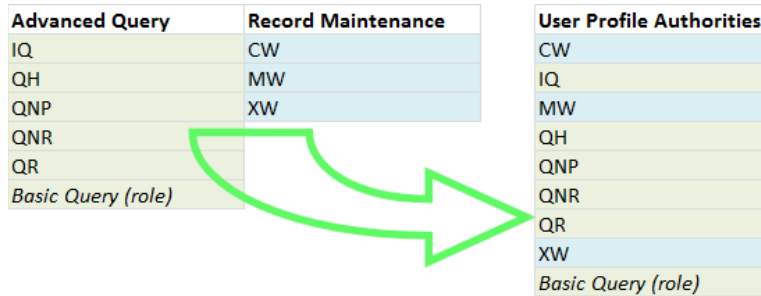 Advanced Query Record Maintenance User Profile Authorities
IQ CW CW
QH MW IQ
QNP XW MW
QNR QH
QR QNP
Basic Query (role) QNR
QR
XW
Basic Query (role)